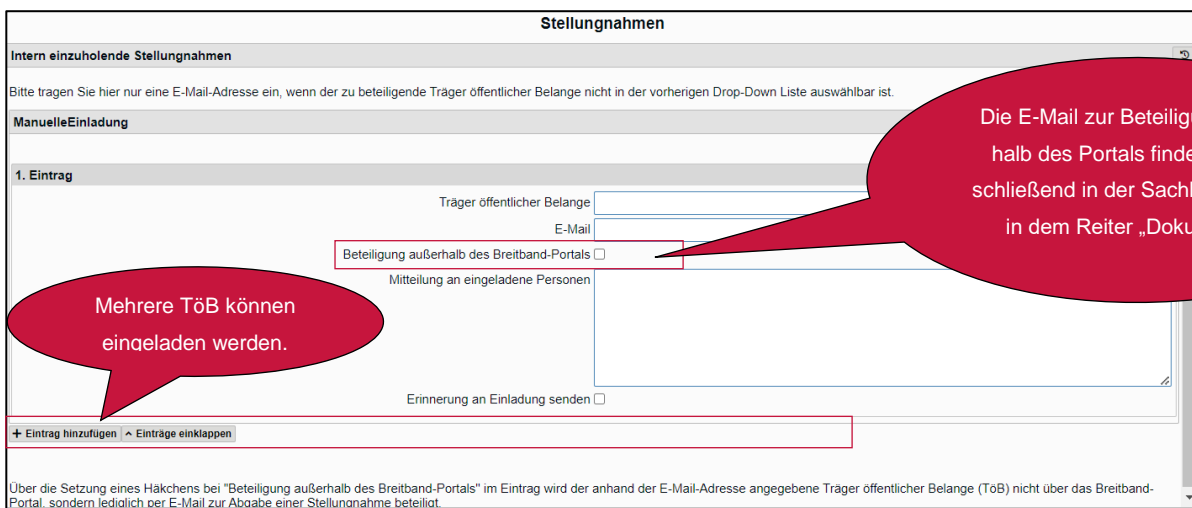 Stellungnahmen
Intern einzuholende Stellungnahmen
Bitte tragen Sie hier nur eine E-Mail-Adresse ein, wenn der zu beteiligende Träger öffentlicher Belange nicht in der vorherigen Drop-Down Liste auswählbar ist.
ManuelleEinladung
1. Eintrag
Träger öffentlicher Belange
E-Mail
Beteiligung außerhalb des Breitband-Portals
Mitteilung an eingeladene Personen
Erinnerung an Einladung senden
Die E-Mail zur
halb des Portals
schließend in der
in dem Reiter
Mehrere TöB können
eingeladen werden.
+ Eintrag hinzufügen Einträge einklappen
Über die Setzung eines Häkchens bei "Beteiligung außerhalb des Breitband-Portals" im Eintrag wird der anhand der E-Mail-Adresse angegebene Träger öffentlicher Belange (TöB) nicht über das Breitband-
Portal, sondern lediglich per E-Mail zur Abgabe einer Stellungnahme beteiligt.